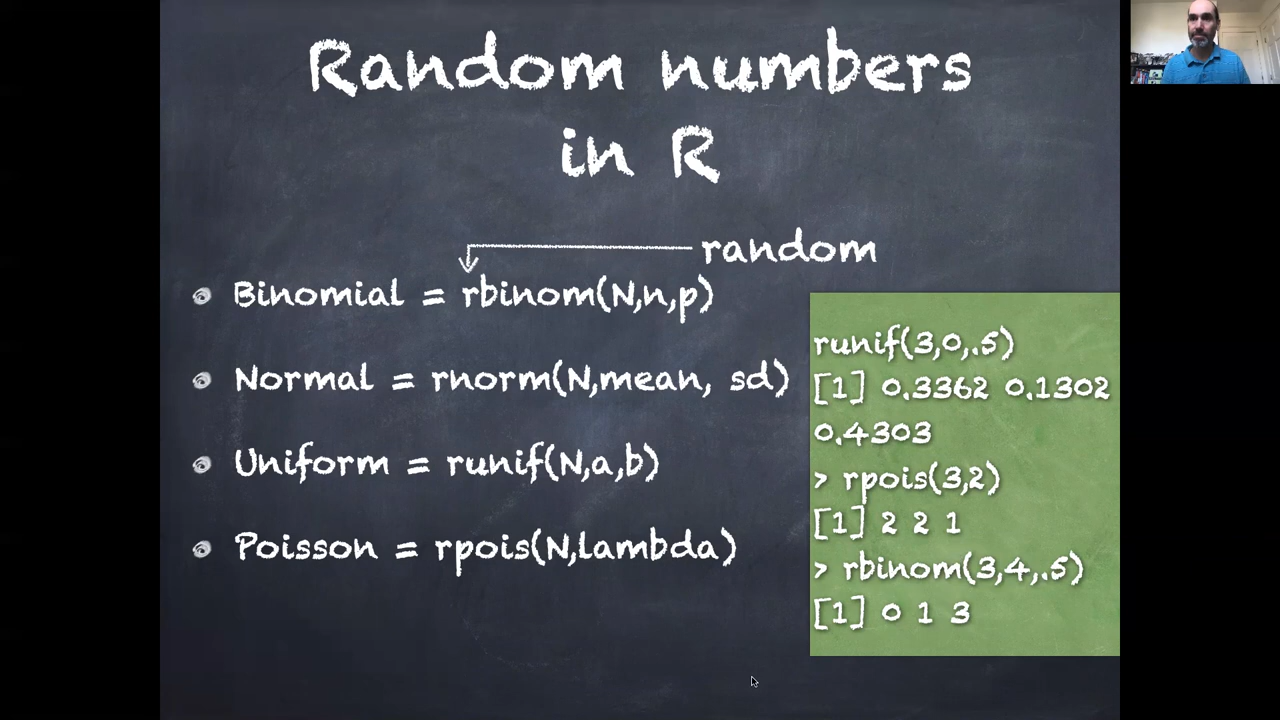 Random numbers
in R
random
Binomial = rbinom(N,n,p)
Normal = rnorm(N,mean, sd)
Uniform = runif(N,a,b)
Poisson = rpois(N,lambda)
runif(3,0,.5)
[1] 0.3362 0.1302
0.4303
> rpois(3,2)
[1] 2 2 1
> rbinom(3,4,.5)
[1] 0 1 3